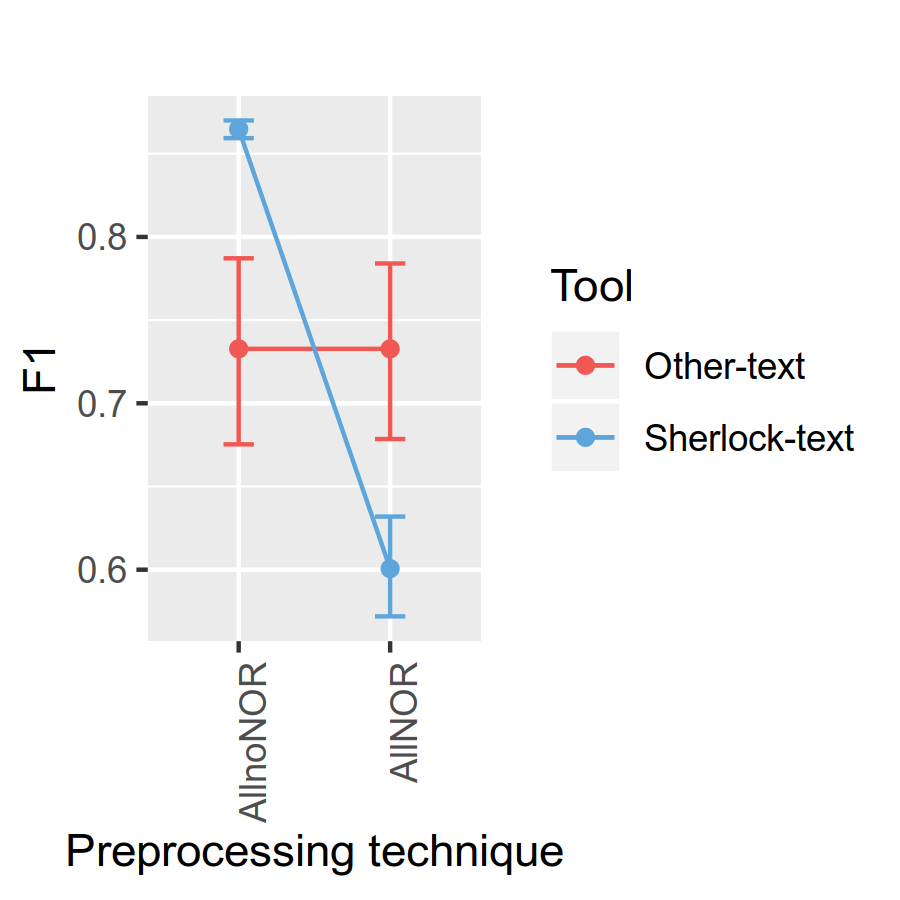 F1
0.8
0.7
0.6
AllnoNOR
AllNOR
Preprocessing technique
Tool
Other-text
Sherlock-text